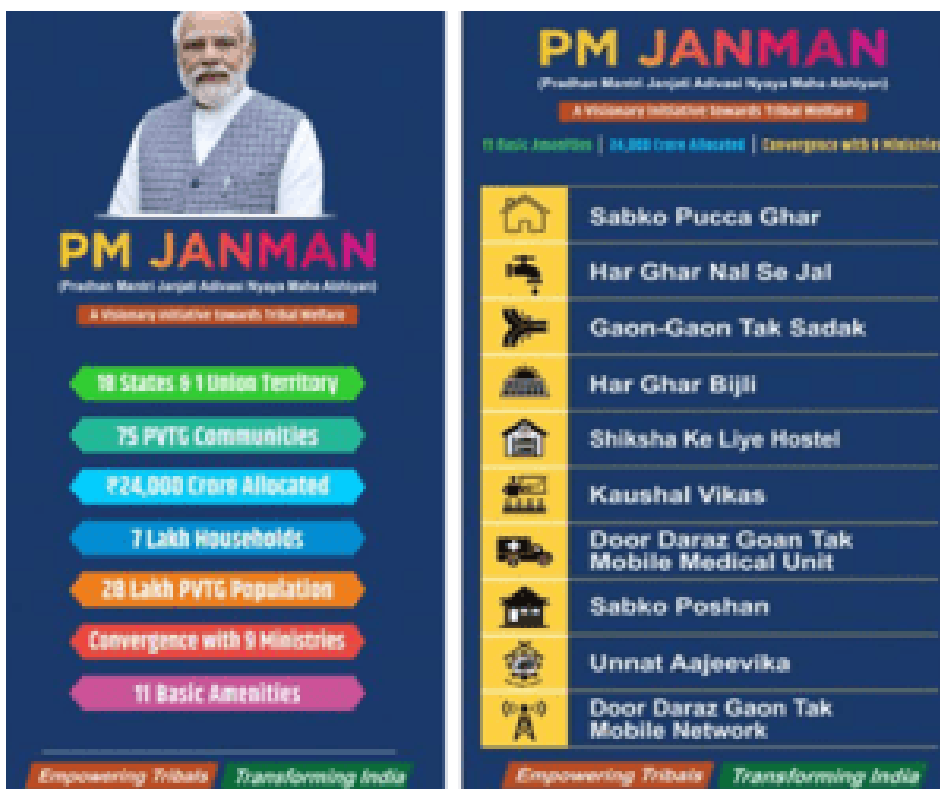 PM JANMAN
(Pradhan Mantri Janjati Adivasi Nyaya Maha Abhiyan)
A Visionary Initiative towards Tribal Welfare
18 States & 1 Union Territory
75 PVTG Communities
₹24,000 Crore Allocated
7 Lakh Households
28 Lakh PVTG Population
Convergence with 9 Ministries
11 Basic Amenities
Empowering Tribals Transforming India
PM JANMAN
(Pradhan Mantri Janjati Adivasi Nyaya Maha Abhiyan)
A Visionary Initiative towards Tribal Welfare
11 Basic Amenities | 24,000 Crore Allocated | Convergence with 9 Ministries
Sabko Pucca Ghar
Har Ghar Nal Se Jal
Gaon-Gaon Tak Sadak
Har Ghar Bijli
Shiksha Ke Liye Hostel
Kaushal Vikas
Door Daraz Goan Tak
Mobile Medical Unit
Sabko Poshan
Unnat Aajeevika
Door Daraz Gaon Tak
Mobile Network
Empowering Tribals Transforming India